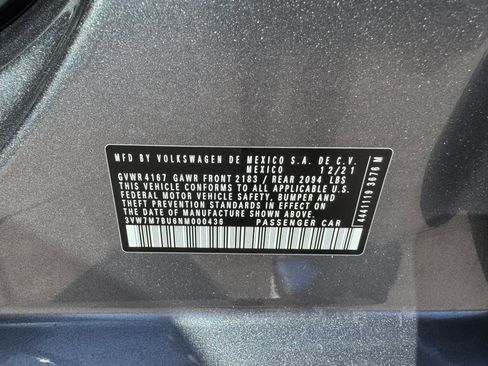 MFD BY VOLKSWAGEN DE MEXICO S.A. DE C.V.
MEXICO 12/21
GVWR 4167 GAWR FRONT 2183 / REAR 2094 LBS
THIS VEHICLE CONFORMS TO ALL APPLICABLE U.S.
FEDERAL MOTOR VEHICLE SAFETY, BUMPER AND
THEFT PREVENTION STANDARDS IN EFFECT ON THE
DATE OF MANUFACTURE SHOWN ABOVE.
3VW7M7BU6NM000436 PASSENGER CAR
4441119 3676 M